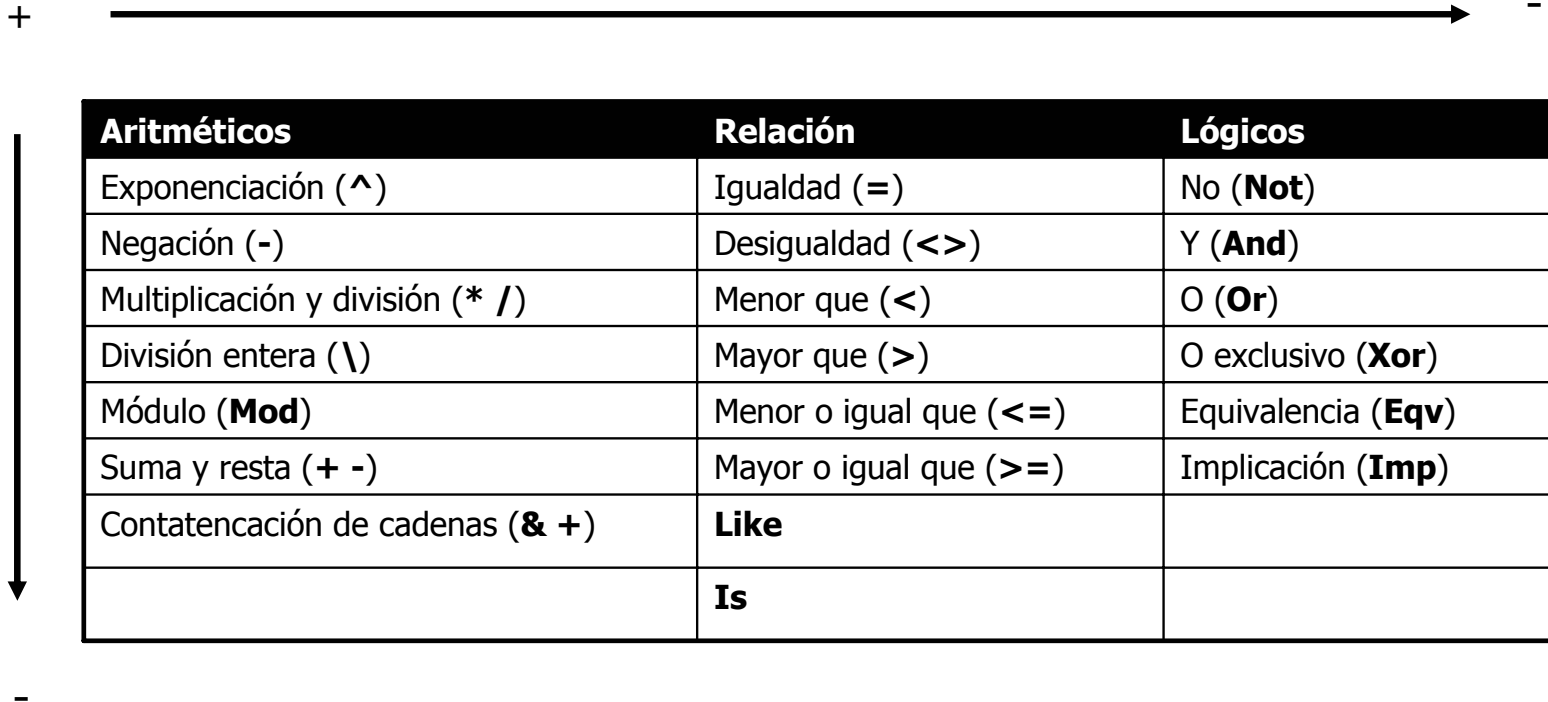 + -
Aritméticos Relación Lógicos
Exponenciación (^) Igualdad (=) No (Not)
Negación (-) Desigualdad (<>) Y (And)
Multiplicación y división (* /) Menor que (<) O (Or)
División entera (\) Mayor que (>) O exclusivo (Xor)
Módulo (Mod) Menor o igual que (<=) Equivalencia (Eqv)
Suma y resta (+ -) Mayor o igual que (>=) Implicación (Imp)
Contatencación de cadenas (& +) Like
Is
-